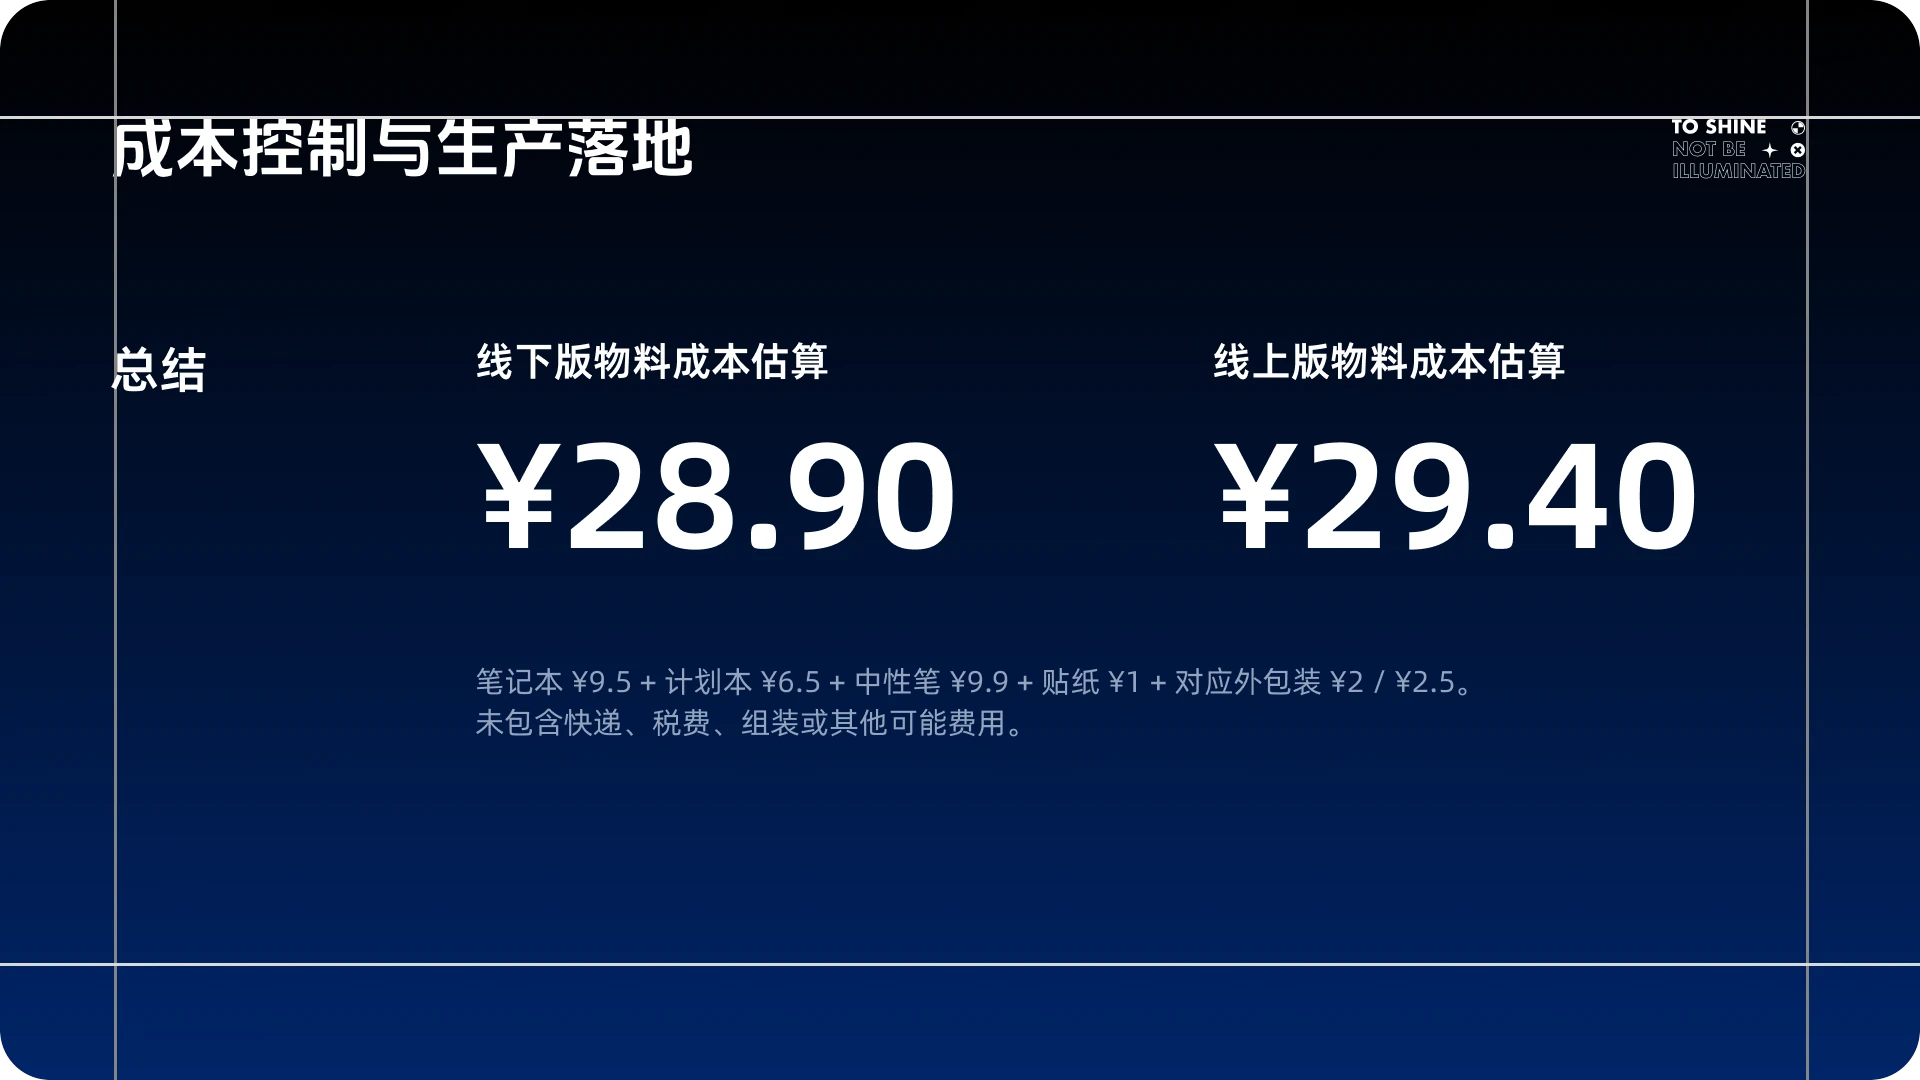 成本控制与生产落地
TO SHINE
NOT BE
ILLUMINATED
总结
线下版物料成本估算
¥28.90
线上版物料成本估算
¥29.40
笔记本 ¥9.5 + 计划本 ¥6.5 + 中性笔 ¥9.9 + 贴纸 ¥1 + 对应外包装 ¥2 / ¥2.5。
未包含快递、税费、组装或其他可能费用。